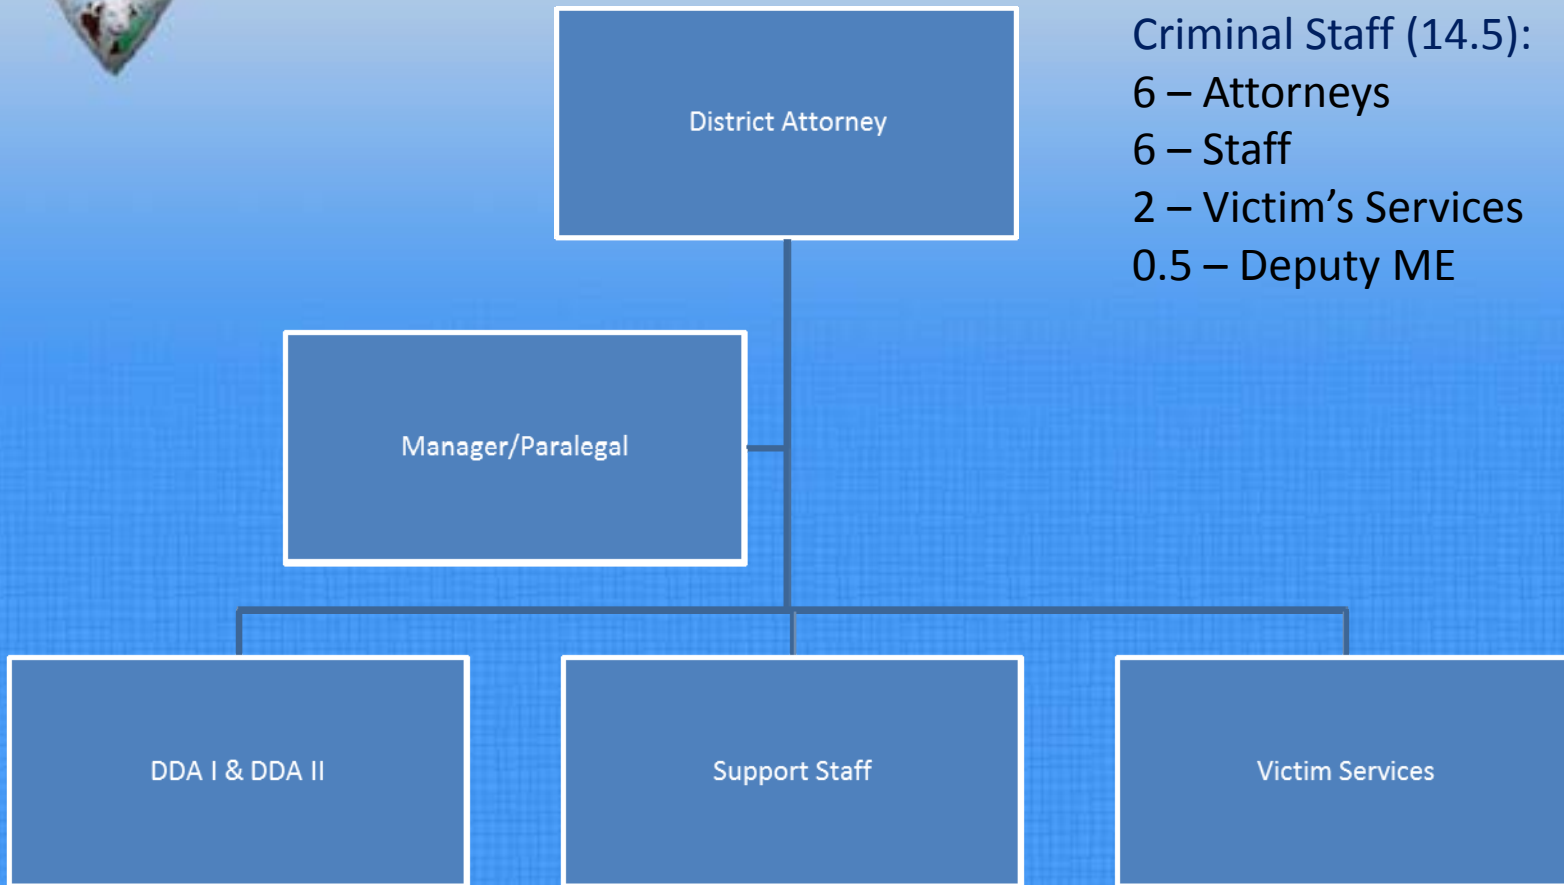 District Attorney
Criminal Staff (14.5):
6 – Attorneys
6 – Staff
2 – Victim’s Services
0.5 – Deputy ME
Manager/Paralegal
DDA I & DDA II
Support Staff
Victim Services